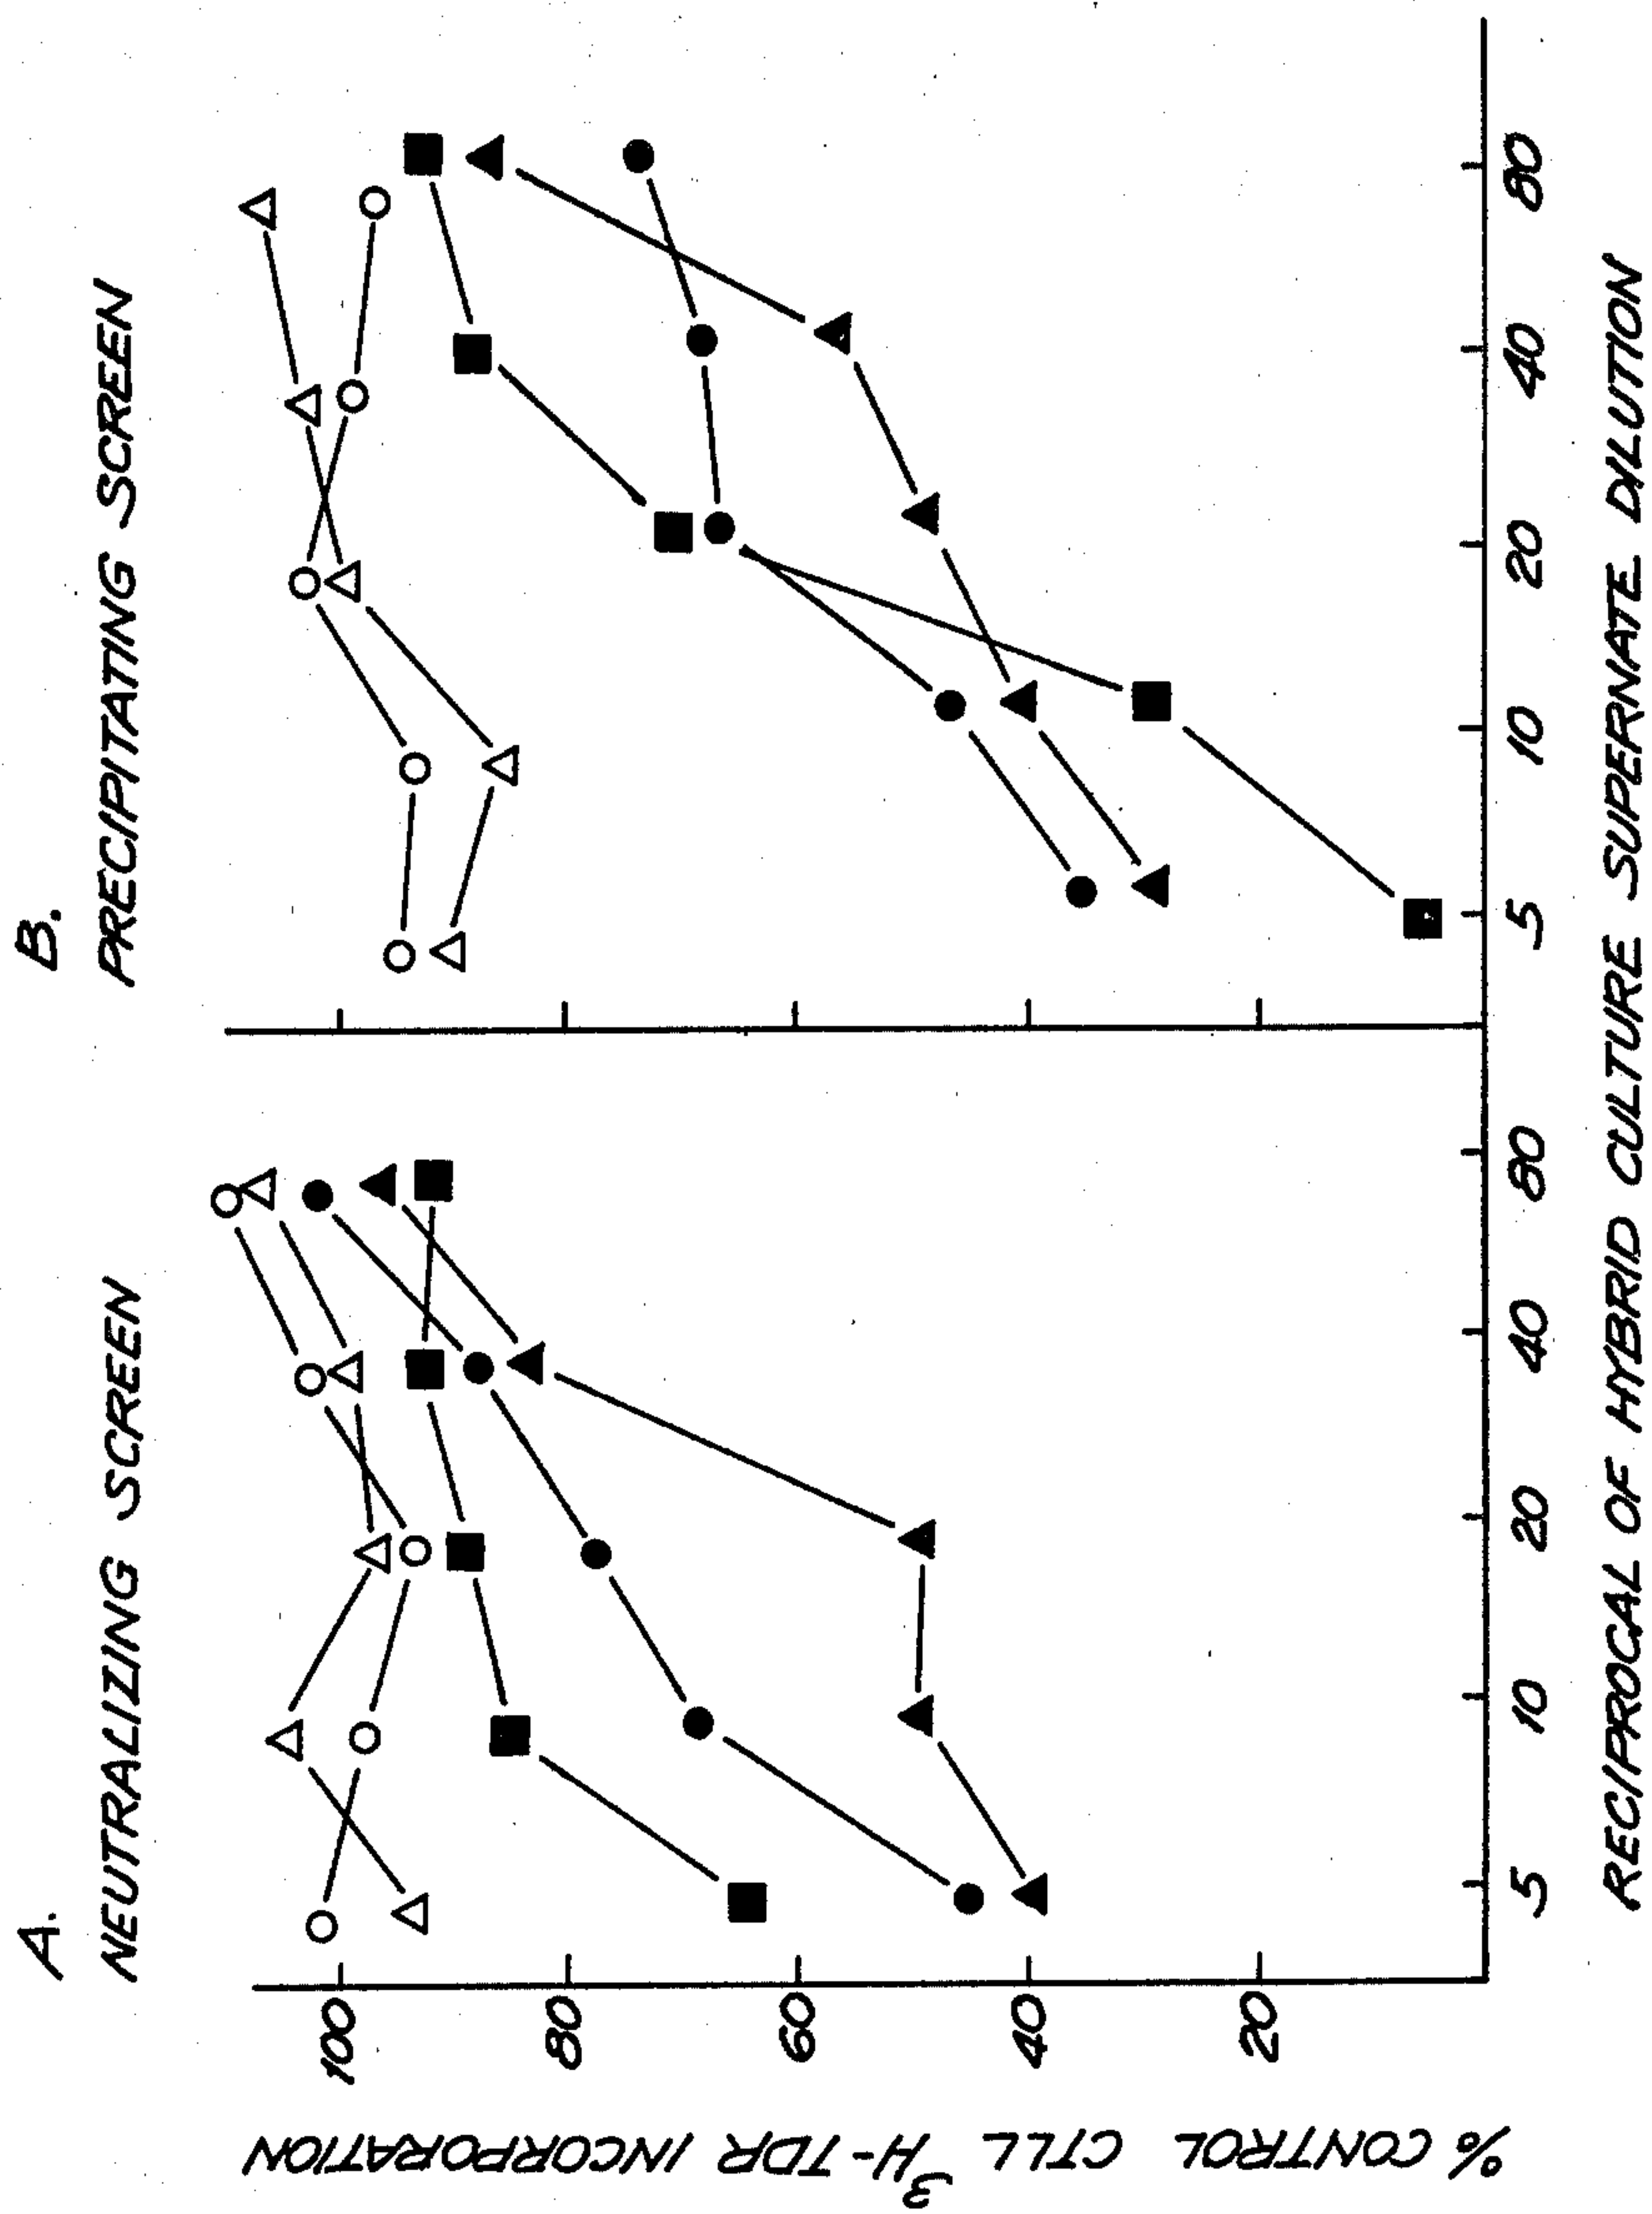 A.
NEUTRALIZING SCREEN
B.
PRECIPITATING SCREEN
% CONTROL CTLL ³H-TDR INCORPORATION
100
80
60
40
20
5 10 20 40 80
5 10 20 40 80
RECIPROCAL OF HYBRID CULTURE SUPERNATE DILUTION